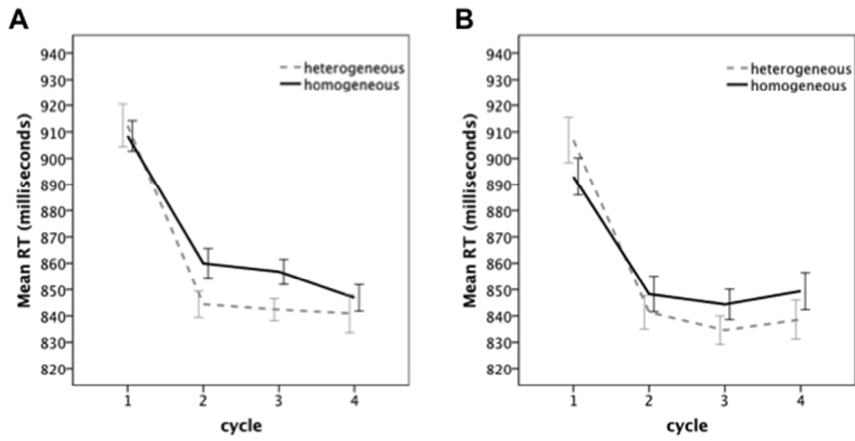 A
Mean RT (milliseconds)
940
930
920
910
900
890
880
870
860
850
840
830
820
heterogeneous
homogeneous
1 2 3 4
cycle
B
Mean RT (milliseconds)
940
930
920
910
900
890
880
870
860
850
840
830
820
heterogeneous
homogeneous
1 2 3 4
cycle